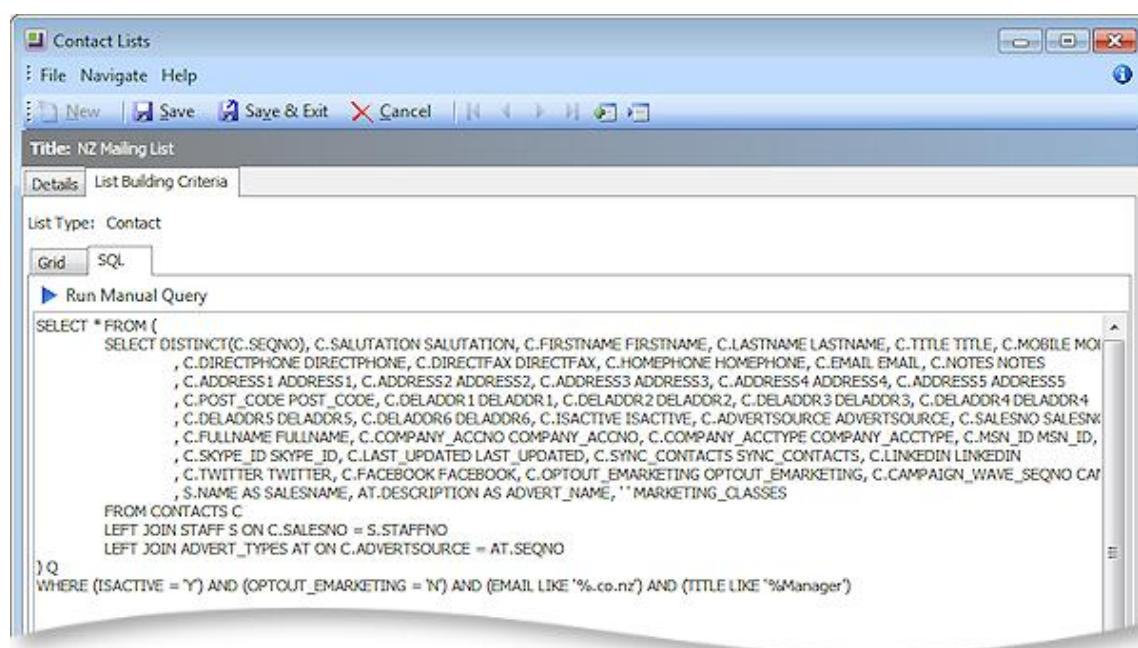 Contact Lists
File Navigate Help
New Save Save & Exit Cancel
Title: NZ Mailing List
Details List Building Criteria
List Type: Contact
Grid SQL
Run Manual Query
SELECT * FROM (
SELECT DISTINCT(C.SEQNO), C.SALUTATION SALUTATION, C.FIRSTNAME FIRSTNAME, C.LASTNAME LASTNAME, C.TITLE TITLE, C.MOBILE
, C.DIRECTPHONE DIRECTPHONE, C.DIRECTFAX DIRECTFAX, C.HOMEPHONE HOMEPHONE, C.EMAIL EMAIL, C.NOTES NOTES
, C.ADDRESS1 ADDRESS1, C.ADDRESS2 ADDRESS2, C.ADDRESS3 ADDRESS3, C.ADDRESS4 ADDRESS4, C.ADDRESS5 ADDRESS5
, C.POST_CODE POST_CODE, C.DELADDR1 DELADDR1, C.DELADDR2 DELADDR2, C.DELADDR3 DELADDR3, C.DELADDR4 DELADDR4
, C.DELADDR5 DELADDR5, C.DELADDR6 DELADDR6, C.ISACTIVE ISACTIVE, C.ADVERTSOURCE ADVERTSOURCE, C.SALESNO
, C.FULLNAME FULLNAME, C.COMPANY_ACCNO COMPANY_ACCNO, C.COMPANY_ACCTYPE COMPANY_ACCTYPE, C.MSN_ID MSN_ID,
, C.SKYPE_ID SKYPE_ID, C.LAST_UPDATED LAST_UPDATED, C.SYNC_CONTACTS SYNC_CONTACTS, C.LINKEDIN LINKEDIN
, C.TWITTER TWITTER, C.FACEBOOK FACEBOOK, C.OPTOUT_EMARKETING OPTOUT_EMARKETING, C.CAMPAIGN_WAVE_SEQNO
, S.NAME AS SALESNAME, AT.DESCRIPTION AS ADVERT_NAME, ' ' MARKETING_CLASSES
FROM CONTACTS C
LEFT JOIN STAFF S ON C.SALESNO = S.STAFFNO
LEFT JOIN ADVERT_TYPES AT ON C.ADVERTSOURCE = AT.SEQNO
) Q
WHERE (ISACTIVE = 'Y') AND (OPTOUT_EMARKETING = 'N') AND (EMAIL LIKE '%.co.nz') AND (TITLE LIKE '%Manager')